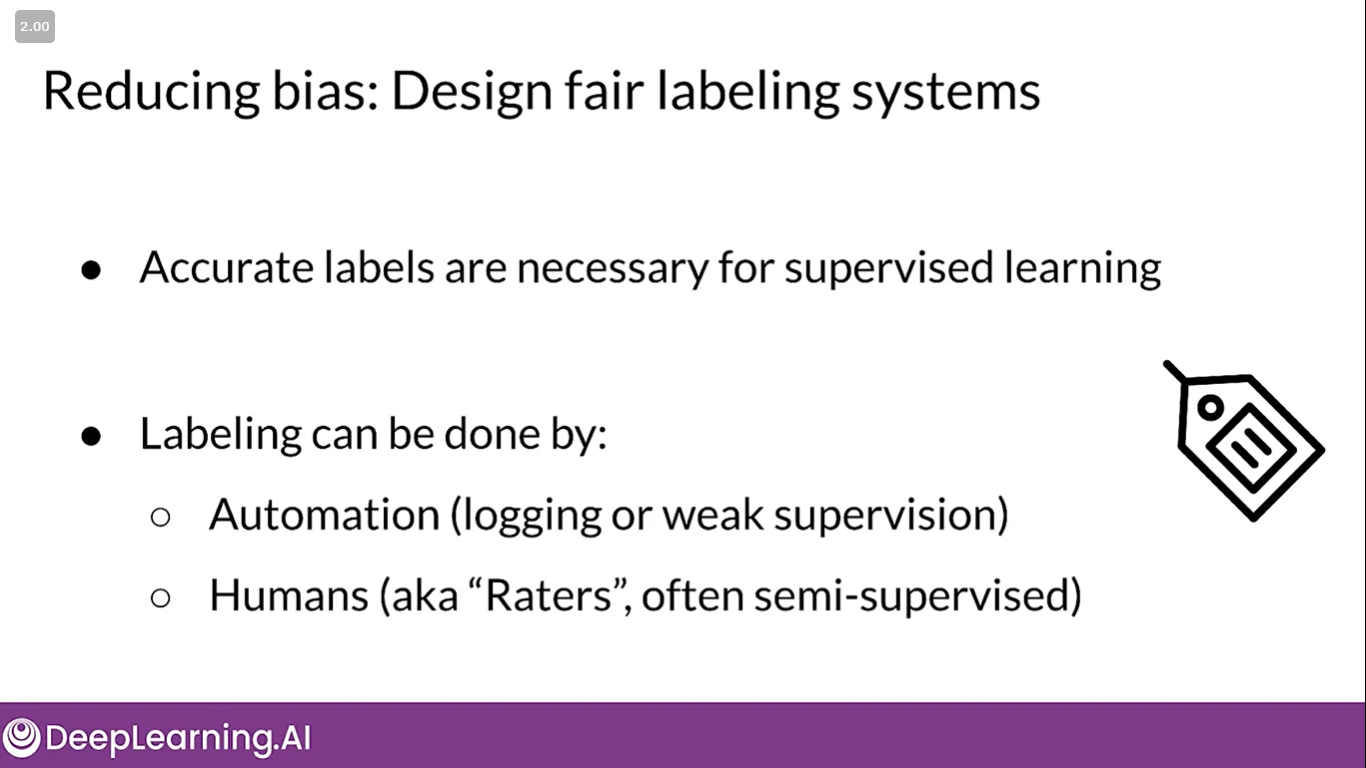 2.00
Reducing bias: Design fair labeling systems
● Accurate labels are necessary for supervised learning
● Labeling can be done by:
○ Automation (logging or weak supervision)
○ Humans (aka “Raters”, often semi-supervised)
DeepLearning.AI